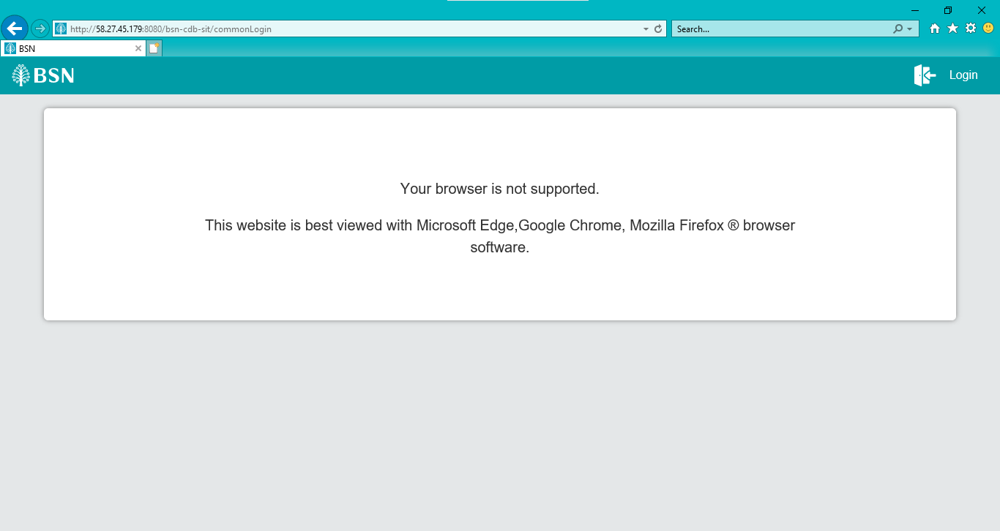 http://58.27.45.179:8080/bsn-cdb-sit/commonLogin
Search...
BSN
BSN
Login
Your browser is not supported.
This website is best viewed with Microsoft Edge,Google Chrome, Mozilla Firefox ® browser
software.